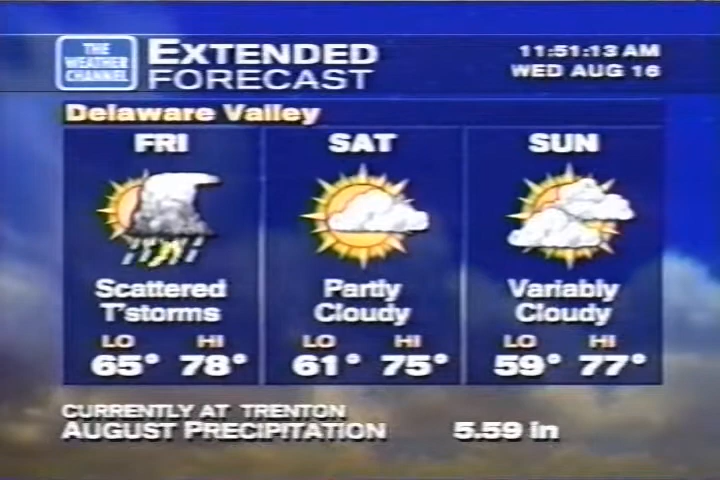 THE
WEATHER
CHANNEL
EXTENDED
FORECAST
11:51:13 AM
WED AUG 16
Delaware Valley
FRI SAT SUN
Scattered Partly Variably
T'storms Cloudy Cloudy
LO HI LO HI LO HI
65° 78° 61° 75° 59° 77°
CURRENTLY AT TRENTON
AUGUST PRECIPITATION 5.59 in